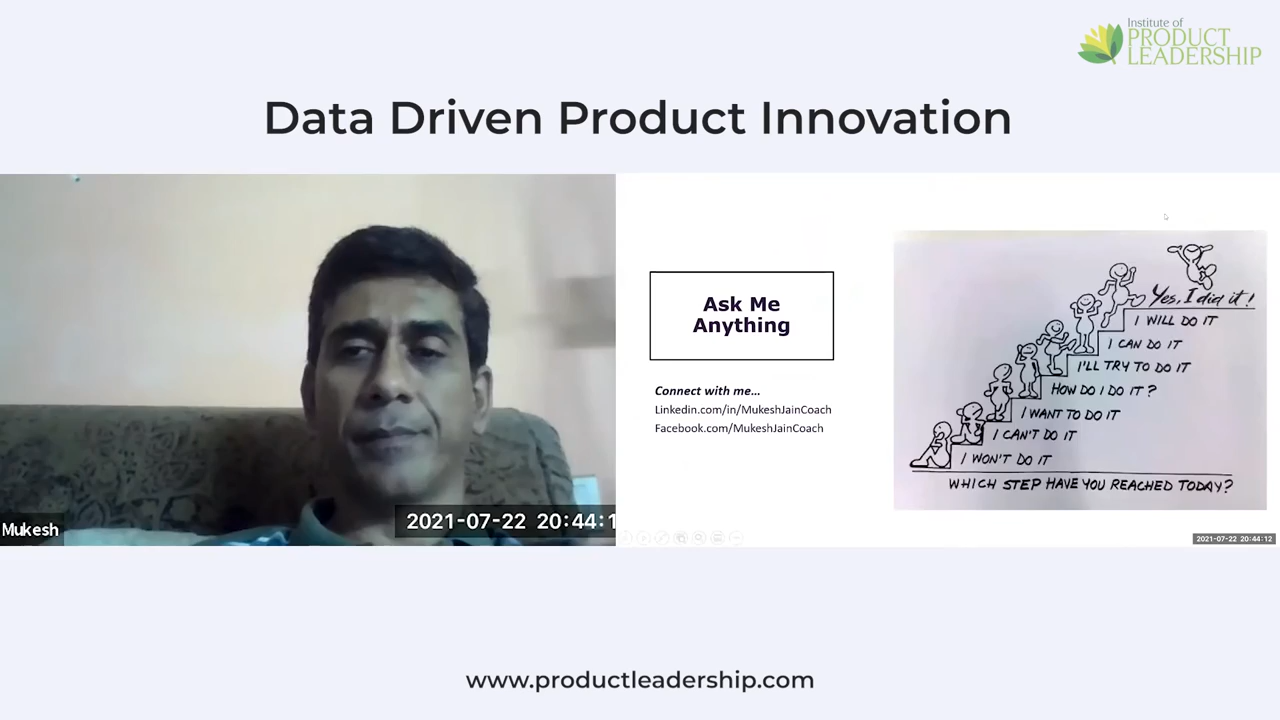 Institute of
PRODUCT
LEADERSHIP
Data Driven Product Innovation
Mukesh
2021-07-22 20:44:1
Ask Me
Anything
Connect with me...
Linkedin.com/in/MukeshJainCoach
Facebook.com/MukeshJainCoach
Yes, I did it!
I WILL DO IT
I CAN DO IT
I'LL TRY TO DO IT
HOW DO I DO IT?
I WANT TO DO IT
I CAN'T DO IT
I WON'T DO IT
WHICH STEP HAVE YOU REACHED TODAY?
2021-07-22 20:44:12
www.productleadership.com